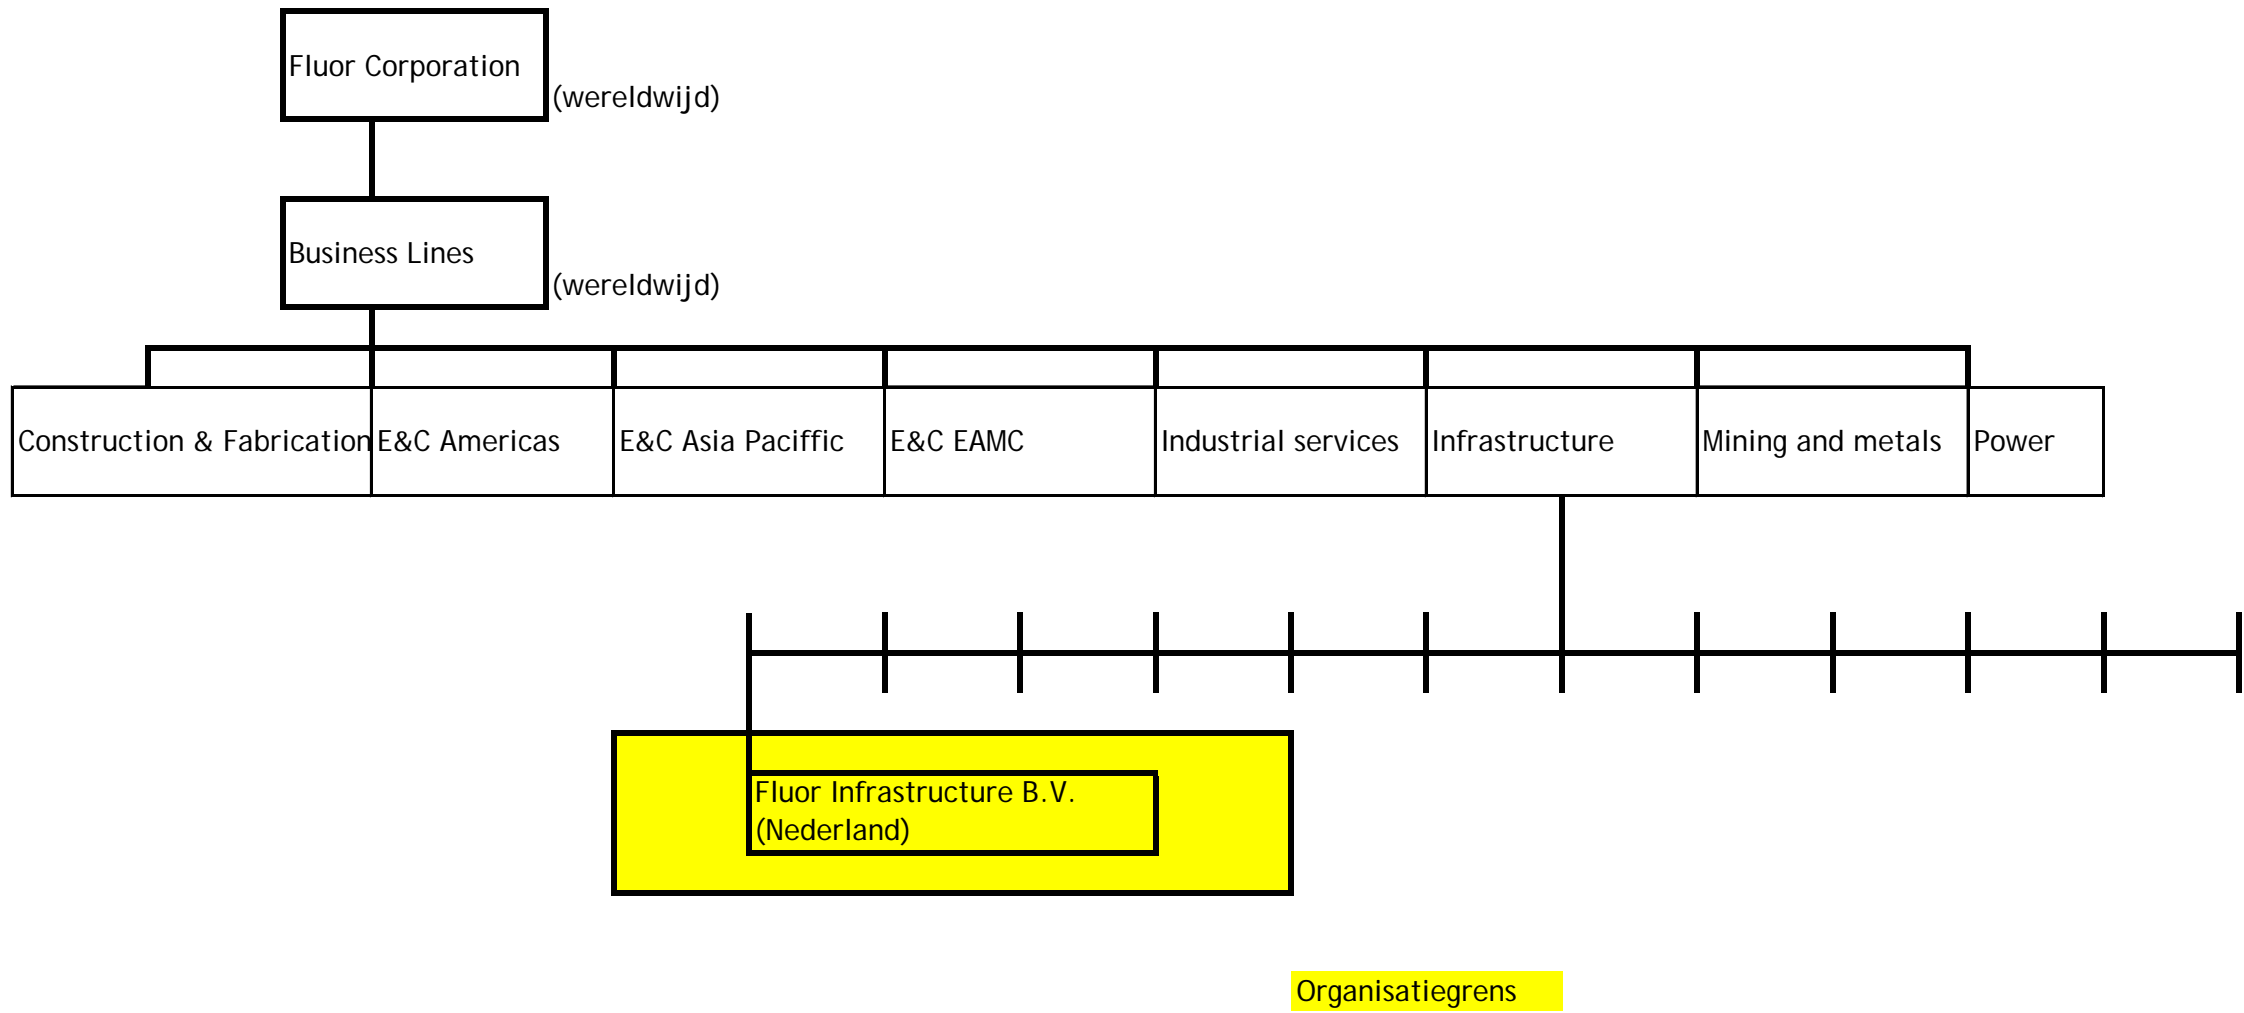 Fluor Corporation
(wereldwijd)
Business Lines
(wereldwijd)
Construction & Fabrication
E&C Americas
E&C Asia Paciffic
E&C EAMC
Industrial services
Infrastructure
Mining and metals
Power
Fluor Infrastructure B.V.
(Nederland)
Organisatiegrens